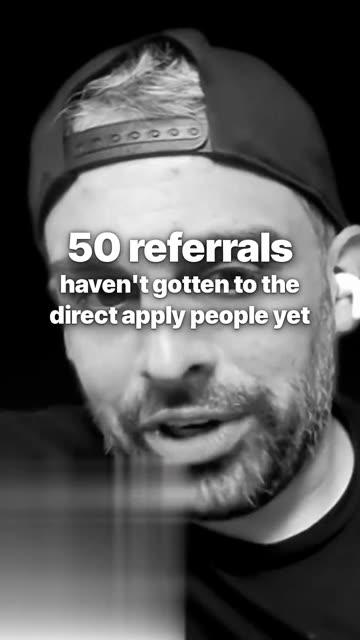 50 referrals
haven't gotten to the
direct apply people yet